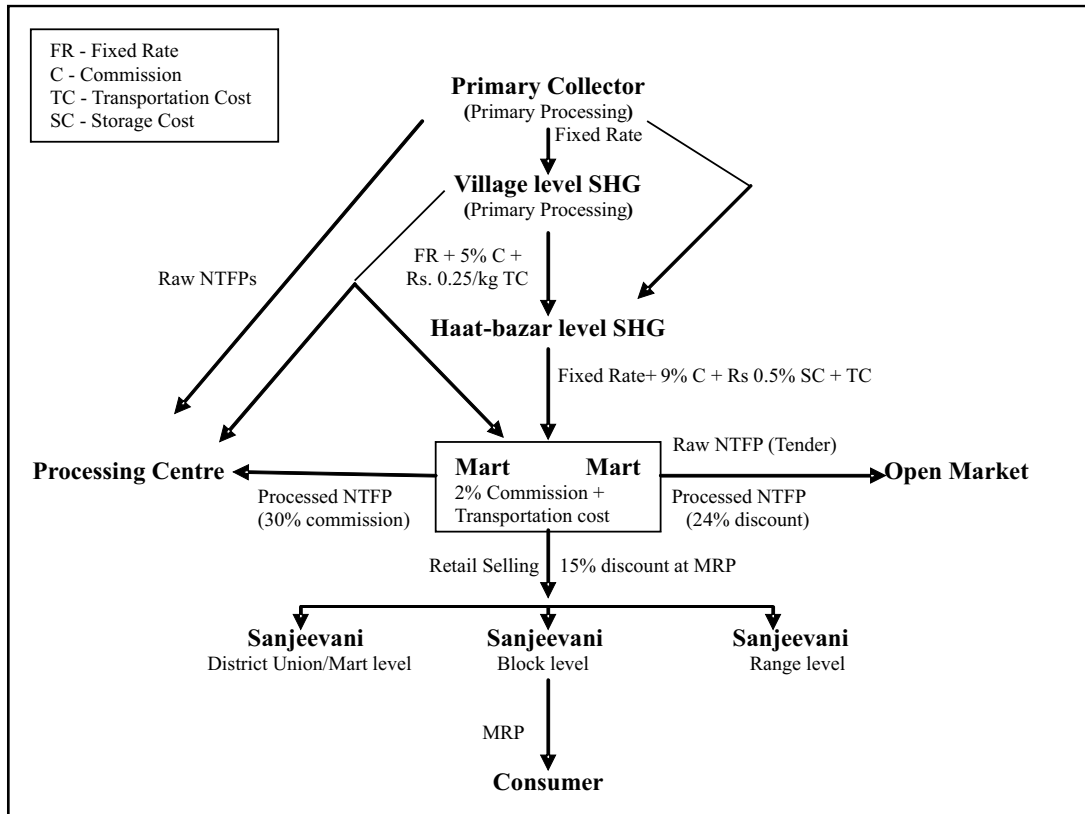 FR - Fixed Rate
C - Commission
TC - Transportation Cost
SC - Storage Cost
Primary Collector
(Primary Processing)
Fixed Rate
Village level SHG
(Primary Processing)
FR + 5% C +
Rs. 0.25/kg TC
Raw NTFPs
Haat-bazar level SHG
Fixed Rate+ 9% C + Rs 0.5% SC + TC
Raw NTFP (Tender)
Processing Centre
Mart Mart
2% Commission +
Transportation cost
Open Market
Processed NTFP
(30% commission)
Processed NTFP
(24% discount)
Retail Selling
15% discount at MRP
Sanjeevani
District Union/Mart level
Sanjeevani
Block level
Sanjeevani
Range level
MRP
Consumer